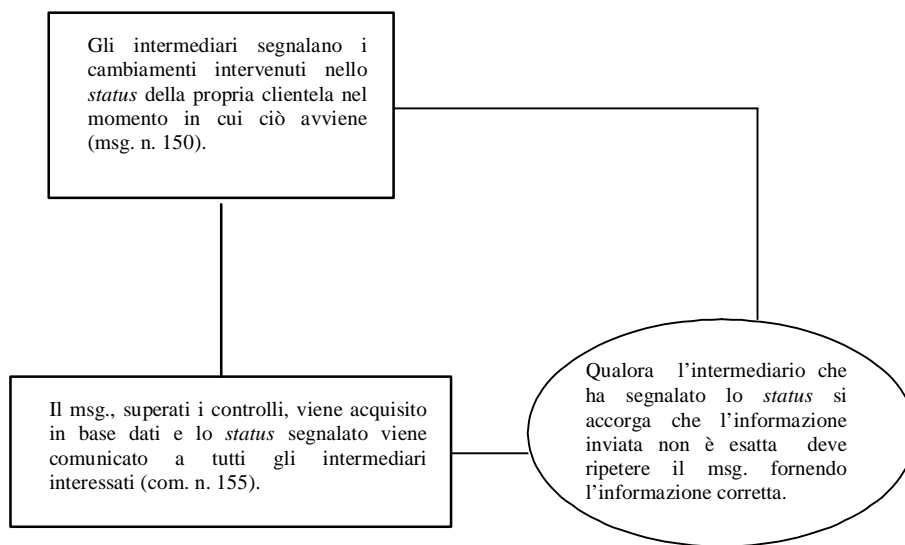 Gli intermediari segnalano i
cambiamenti intervenuti nello
status della propria clientela nel
momento in cui ciò avviene
(msg. n. 150).
Qualora l'intermediario che
ha segnalato lo status si
accorga che l'informazione
inviata non è esatta deve
ripetere il msg. fornendo
l'informazione corretta.
Il msg., superati i controlli, viene acquisito
in base dati e lo status segnalato viene
comunicato a tutti gli intermediari
interessati (com. n. 155).